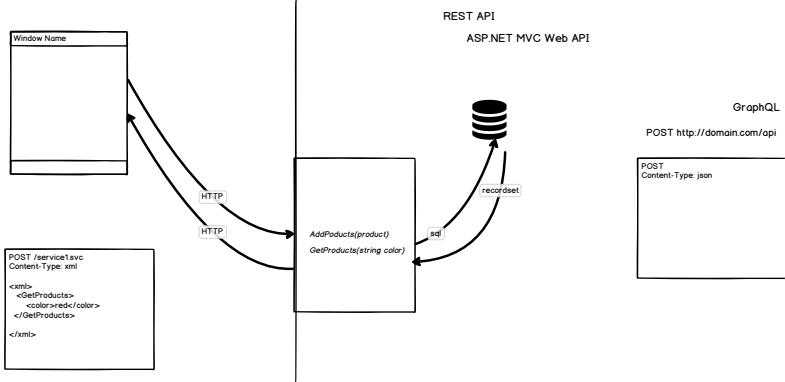 REST API
ASP.NET MVC Web API
Window Name
GraphQL
POST http://domain.com/api
POST
Content-Type: json
recordset
HTTP
HTTP
sql
AddPoducts(product)
GetProducts(string color)
POST /service1.svc
Content-Type: xml
<xml>
<GetProducts>
<color>red</color>
</GetProducts>
</xml>